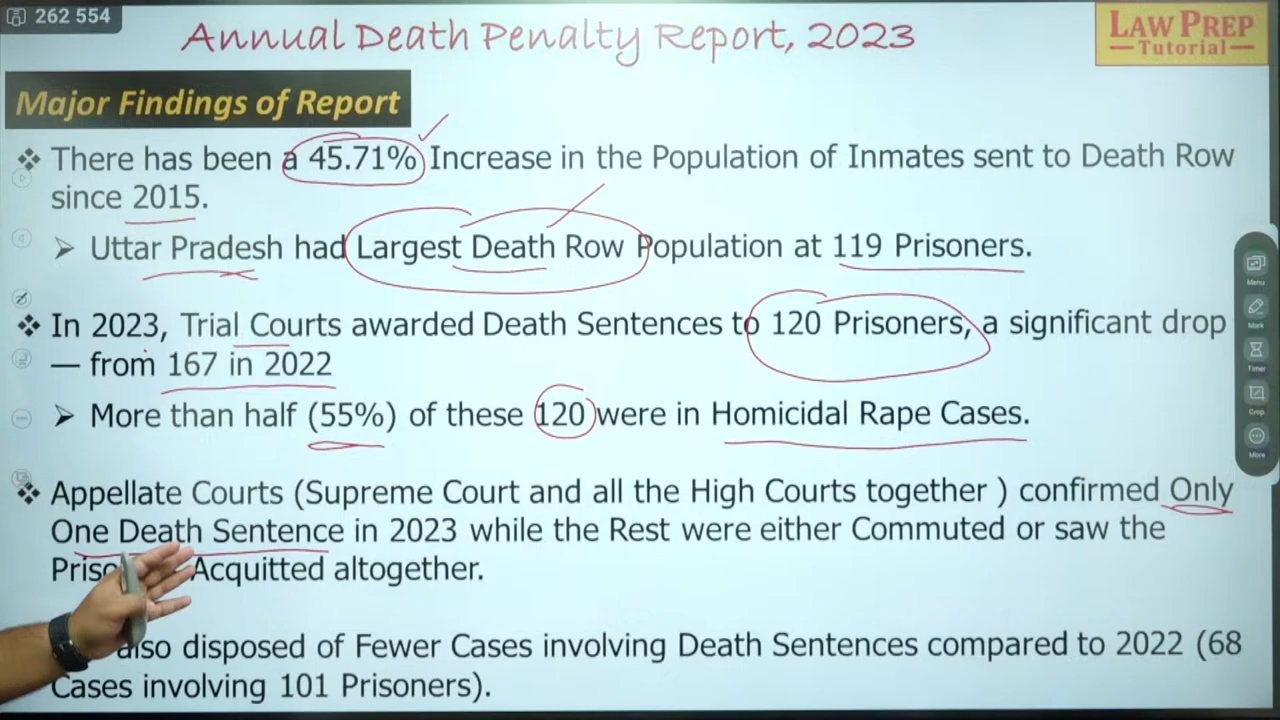 262 554
Annual Death Penalty Report, 2023
LAW PREP
Tutorial
Major Findings of Report
❖ There has been a 45.71% Increase in the Population of Inmates sent to Death Row
since 2015.
➢ Uttar Pradesh had Largest Death Row Population at 119 Prisoners.
❖ In 2023, Trial Courts awarded Death Sentences to 120 Prisoners, a significant drop
— from 167 in 2022
➢ More than half (55%) of these 120 were in Homicidal Rape Cases.
❖ Appellate Courts (Supreme Court and all the High Courts together ) confirmed Only
One Death Sentence in 2023 while the Rest were either Commuted or saw the
Acquitted altogether.
also disposed of Fewer Cases involving Death Sentences compared to 2022 (68
Cases involving 101 Prisoners).
Menu
Mark
Timer
Crop
More